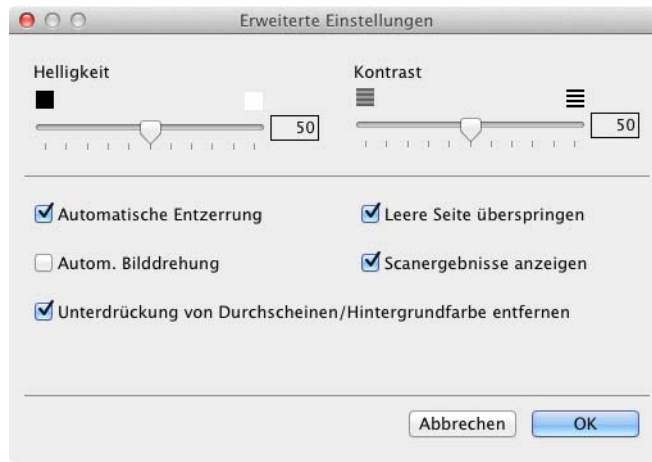 Erweiterte Einstellungen
Helligkeit
Kontrast
50
50
Automatische Entzerrung
Leere Seite überspringen
Autom. Bilddrehung
Scanergebnisse anzeigen
Unterdrückung von Durchscheinen/Hintergrundfarbe entfernen
Abbrechen
OK